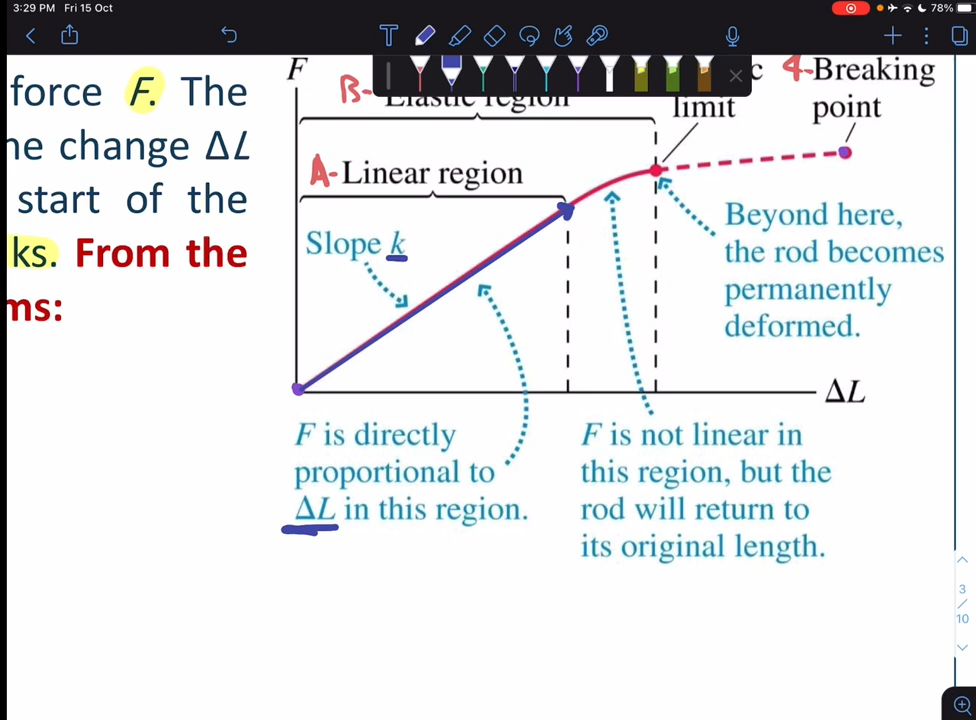 3:29 PM Fri 15 Oct
78%
force F. The
ne change ΔL
start of the
ks. From the
ms:
F
B- Elastic region
c
limit
4-Breaking
point
A-Linear region
Slope k
Beyond here,
the rod becomes
permanently
deformed.
ΔL
F is directly
proportional to
ΔL in this region.
F is not linear in
this region, but the
rod will return to
its original length.
3
/
10